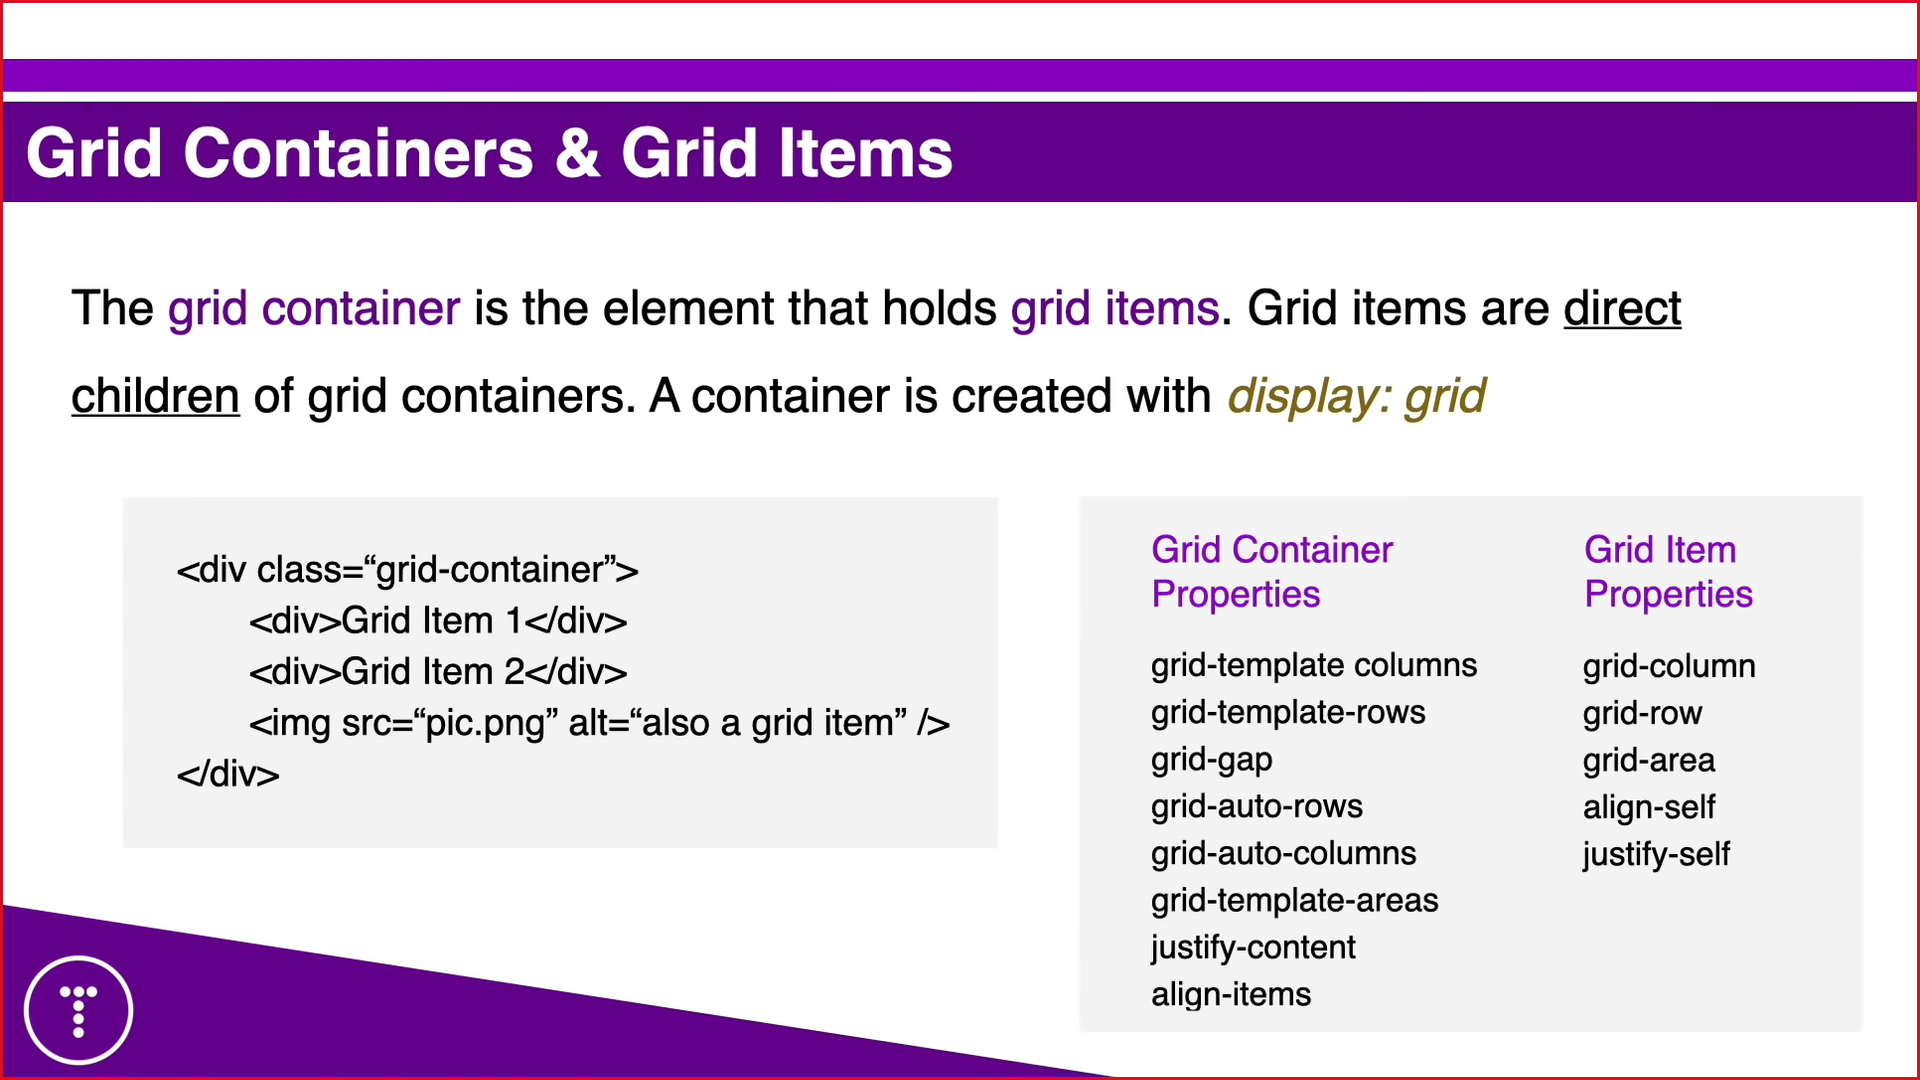 Grid Containers & Grid Items
The grid container is the element that holds grid items. Grid items are direct
children of grid containers. A container is created with display: grid
<div class=“grid-container”>
<div>Grid Item 1</div>
<div>Grid Item 2</div>
<img src=“pic.png” alt=“also a grid item” />
</div>
Grid Container
Properties
grid-template columns
grid-template-rows
grid-gap
grid-auto-rows
grid-auto-columns
grid-template-areas
justify-content
align-items
Grid Item
Properties
grid-column
grid-row
grid-area
align-self
justify-self
T